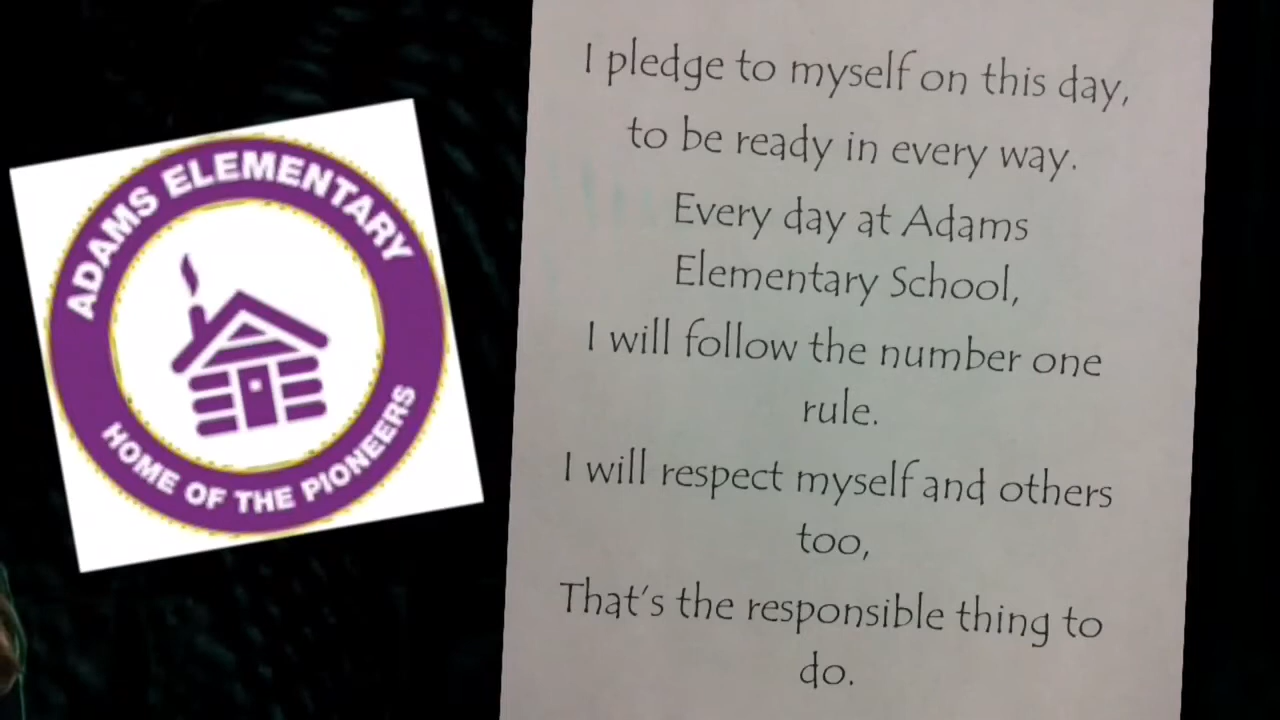 ADAMS ELEMENTARY
HOME OF THE PIONEERS
I pledge to myself on this day,
to be ready in every way.
Every day at Adams
Elementary School,
I will follow the number one
rule.
I will respect myself and others
too,
That's the responsible thing to
do.